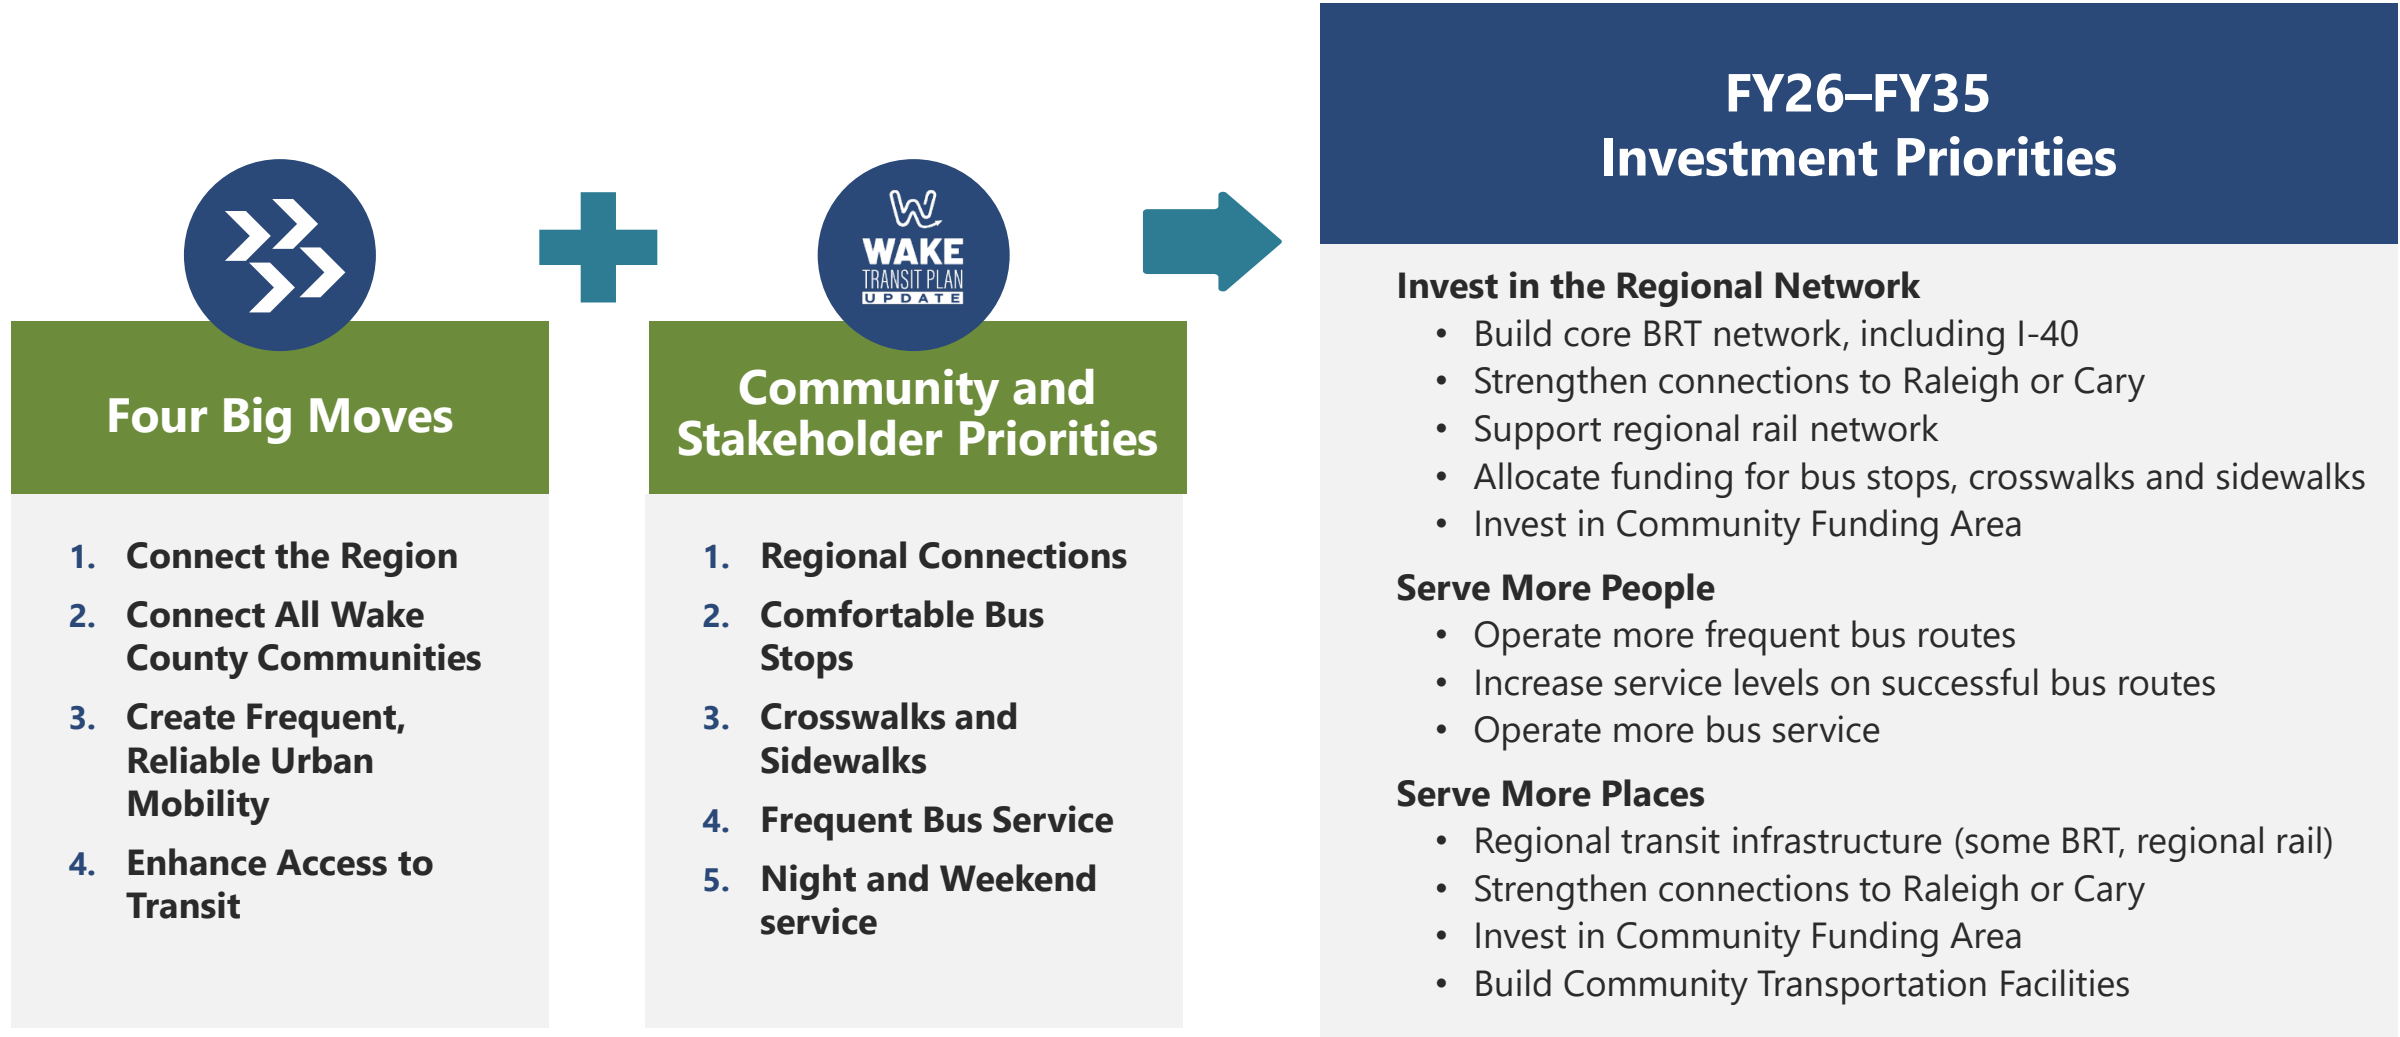 Four Big Moves
1. Connect the Region
2. Connect All Wake
County Communities
3. Create Frequent,
Reliable Urban
Mobility
4. Enhance Access to
Transit
WAKE
TRANSIT PLAN
UPDATE
Community and
Stakeholder Priorities
1. Regional Connections
2. Comfortable Bus
Stops
3. Crosswalks and
Sidewalks
4. Frequent Bus Service
5. Night and Weekend
service
FY26–FY35
Investment Priorities
Invest in the Regional Network
• Build core BRT network, including I-40
• Strengthen connections to Raleigh or Cary
• Support regional rail network
• Allocate funding for bus stops, crosswalks and sidewalks
• Invest in Community Funding Area
Serve More People
• Operate more frequent bus routes
• Increase service levels on successful bus routes
• Operate more bus service
Serve More Places
• Regional transit infrastructure (some BRT, regional rail)
• Strengthen connections to Raleigh or Cary
• Invest in Community Funding Area
• Build Community Transportation Facilities